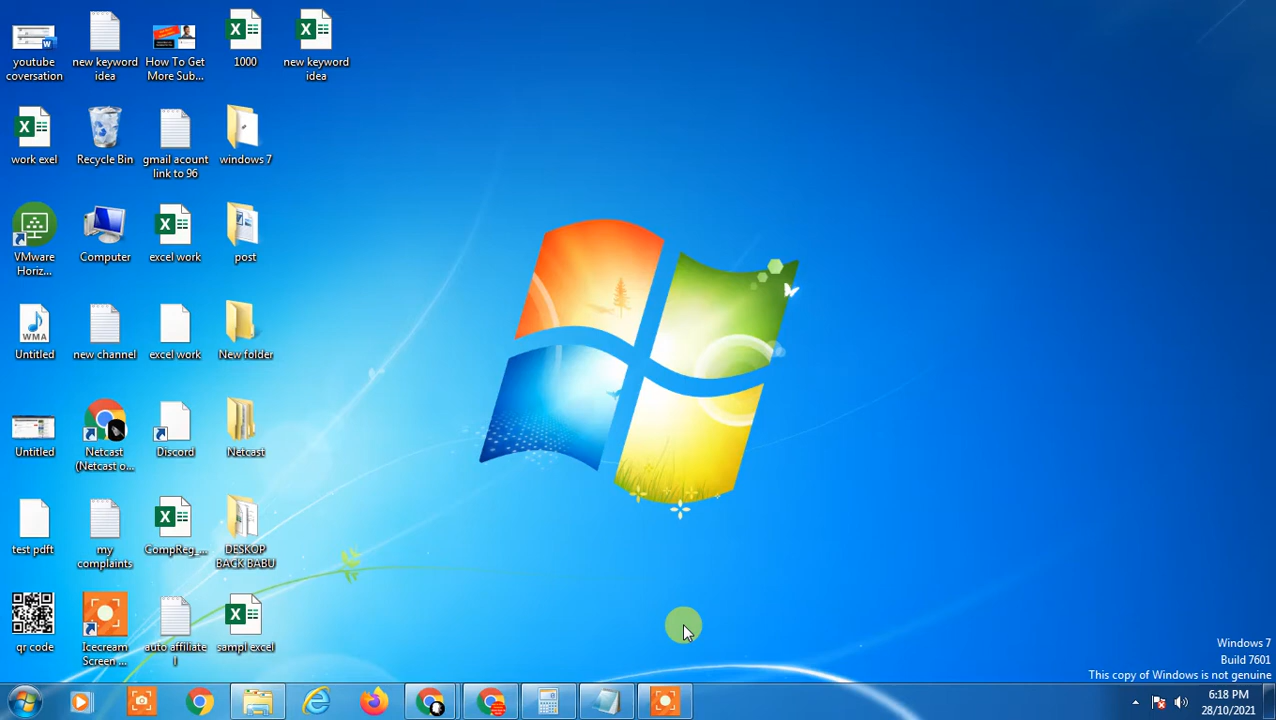 youtube
coversation
new keyword
idea
How To Get
More Sub...
1000
new keyword
idea
work exel
Recycle Bin
gmail acount
link to 96
windows 7
VMware
Horiz...
Computer
excel work
post
WMA
Untitled
new channel
excel work
New folder
Untitled
Netcast
(Netcast o...
Discord
Netcast
test pdft
my
complaints
CompReg_...
DESKOP
BACK BABU
qr code
Icecream
Screen ...
auto affiliate
l
sampl excel
Windows 7
Build 7601
This copy of Windows is not genuine
6:18 PM
28/10/2021